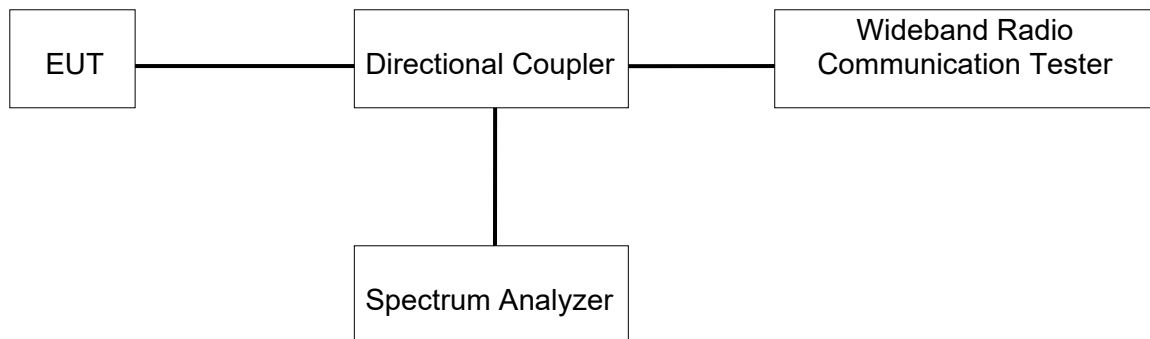 EUT
Directional Coupler
Wideband Radio
Communication Tester
Spectrum Analyzer